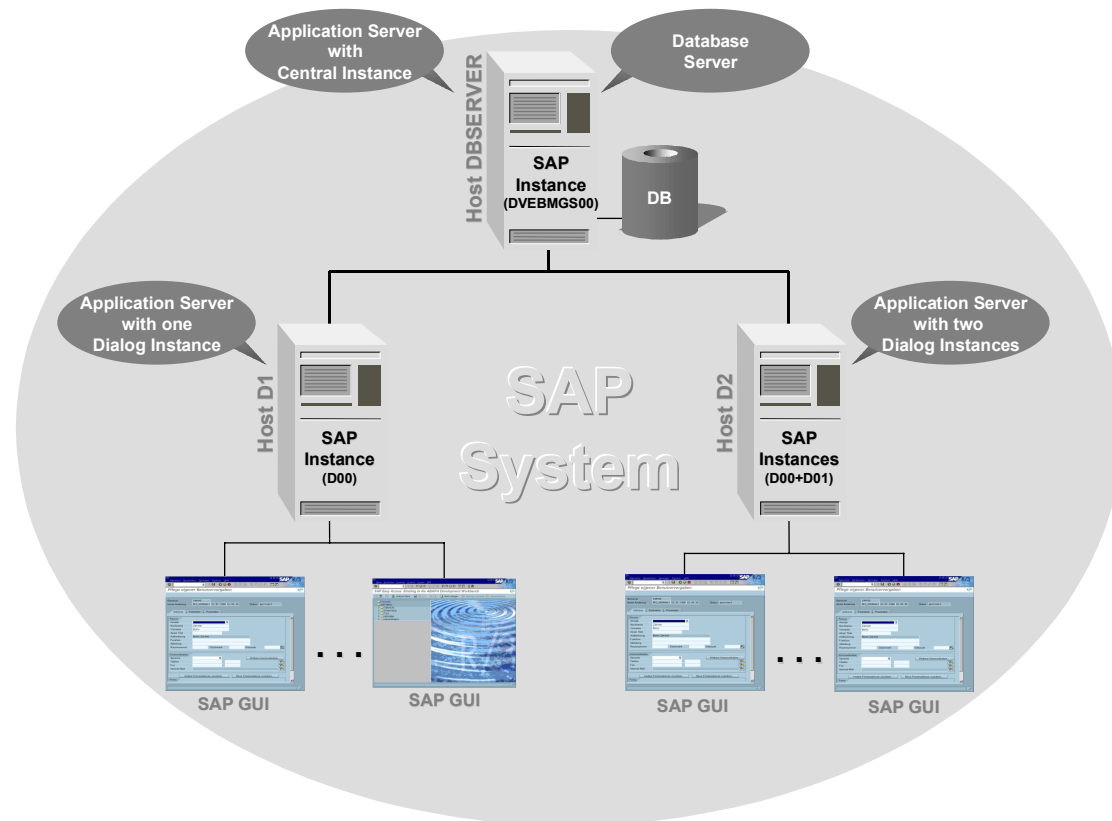 Application Server
with
Central Instance
Database
Server
Host DBSERVER
SAP
Instance
(DVEBMGS00)
DB
Application Server
with one
Dialog Instance
Application Server
with two
Dialog Instances
Host D1
SAP
Instance
(D00)
SAP
System
Host D2
SAP
Instances
(D00+D01)
. . .
. . .
SAP GUI
SAP GUI
SAP GUI
SAP GUI